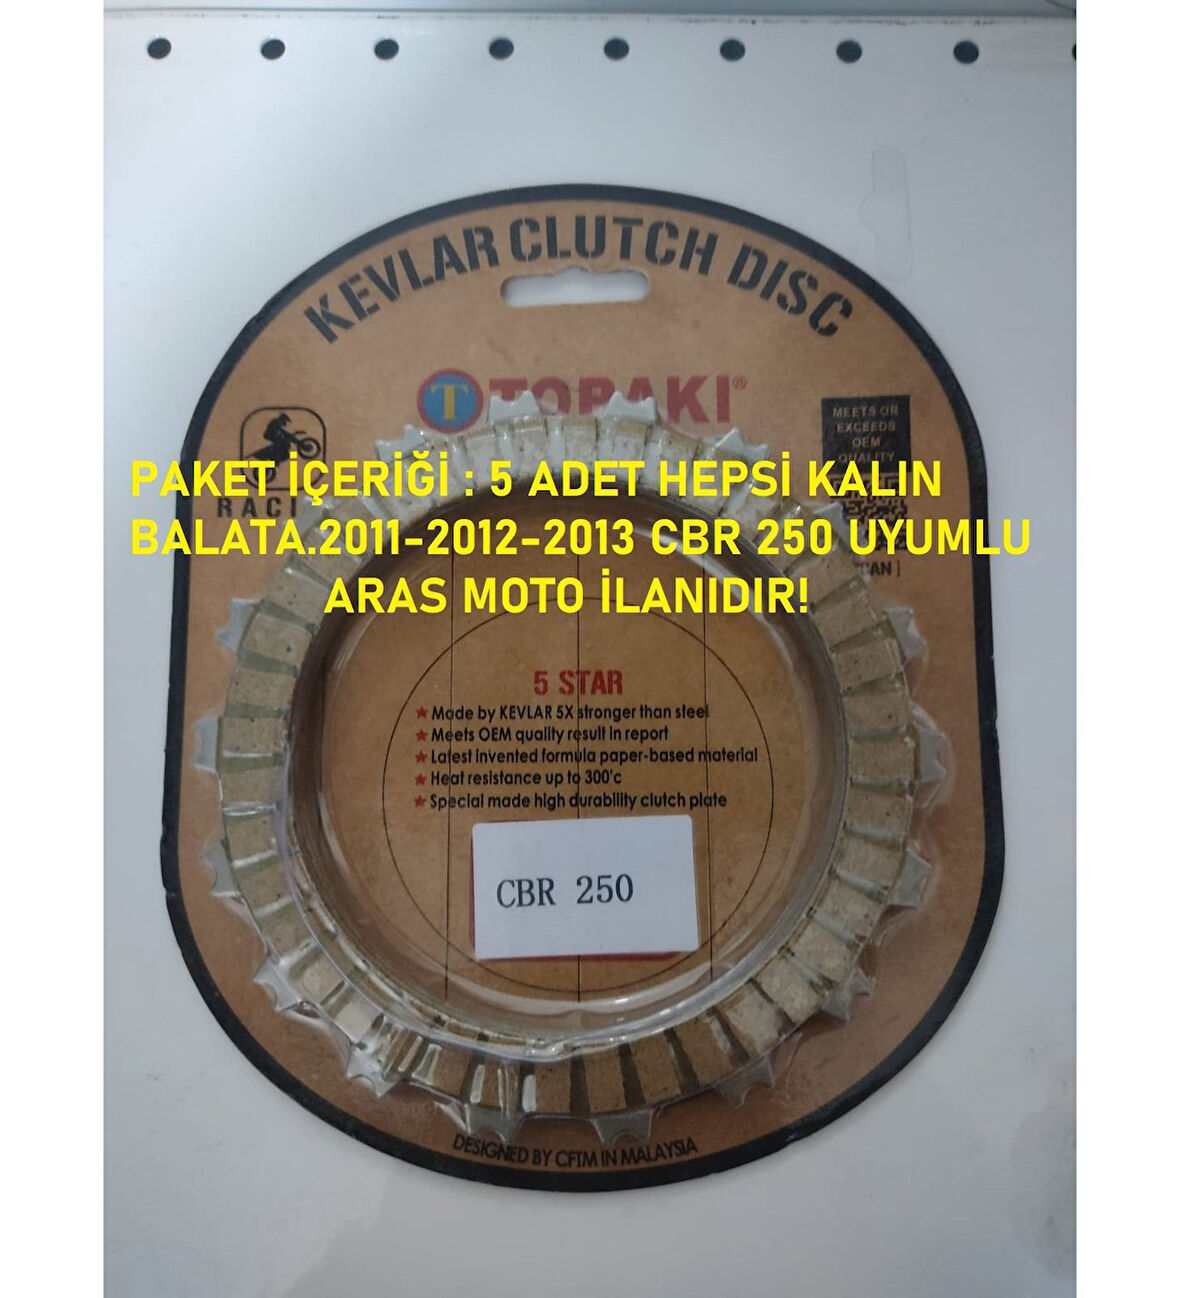 KEVLAR CLUTCH DISC
T TOPAKI®
MEETS OR
EXCEEDS
OEM
QUALITY
PAKET İÇERİĞİ : 5 ADET HEPSİ KALIN
RACI
BALATA.2011-2012-2013 CBR 250 UYUMLU
ARAS MOTO İLANIDIR!
5 STAR
★ Made by KEVLAR 5X stronger than steel
★ Meets OEM quality result in report
★ Latest invented formula paper-based material
★ Heat resistance up to 300'c
★ Special made high durability clutch plate
CBR 250
DESIGNED BY CFTM IN MALAYSIA